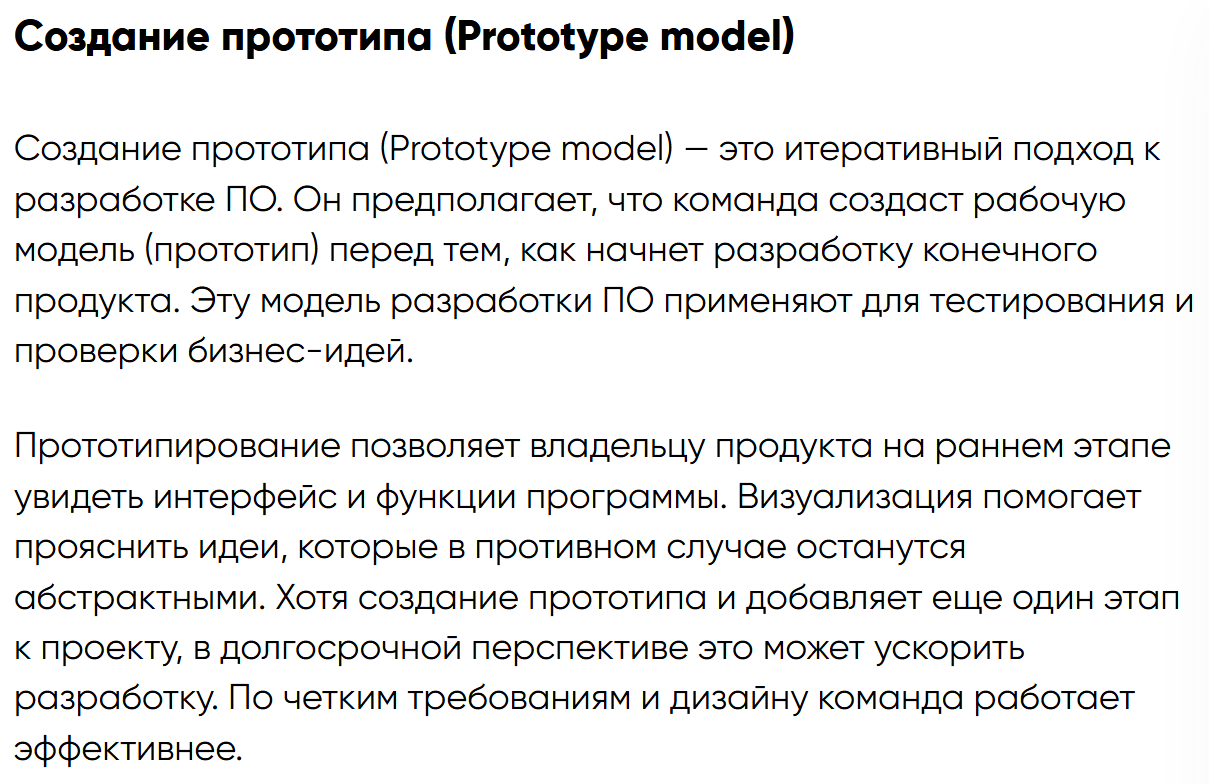 Создание прототипа (Prototype model)
Создание прототипа (Prototype model) — это итеративный подход к
разработке ПО. Он предполагает, что команда создаст рабочую
модель (прототип) перед тем, как начнет разработку конечного
продукта. Эту модель разработки ПО применяют для тестирования и
проверки бизнес-идей.
Прототипирование позволяет владельцу продукта на раннем этапе
увидеть интерфейс и функции программы. Визуализация помогает
прояснить идеи, которые в противном случае останутся
абстрактными. Хотя создание прототипа и добавляет еще один этап
к проекту, в долгосрочной перспективе это может ускорить
разработку. По четким требованиям и дизайну команда работает
эффективнее.